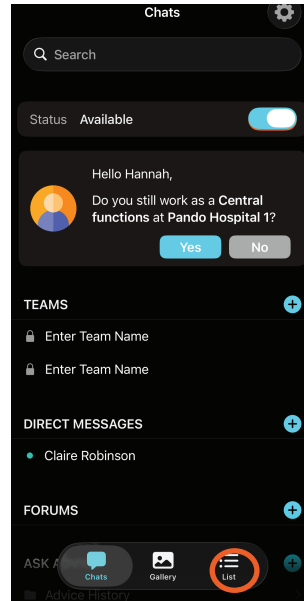 Chats
Search
Status Available
Hello Hannah,
Do you still work as a Central
functions at Pando Hospital 1?
Yes No
TEAMS
Enter Team Name
Enter Team Name
DIRECT MESSAGES
Claire Robinson
FORUMS
ASK
Chats Gallery List
Advice History